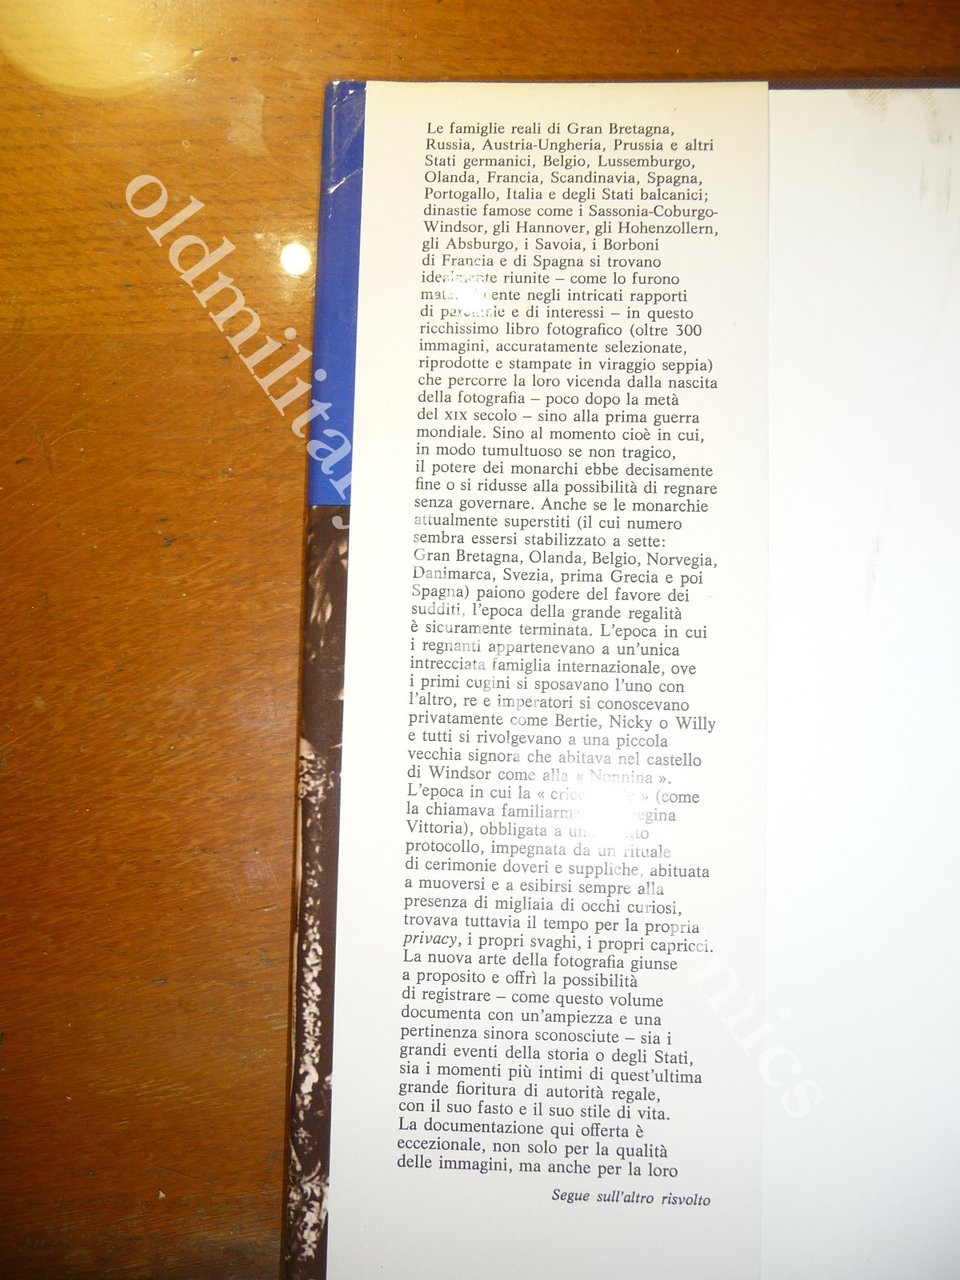 Le famiglie reali di Gran Bretagna,
Russia, Austria-Ungheria, Prussia e altri
Stati germanici, Belgio, Lussemburgo,
Olanda, Francia, Scandinavia, Spagna,
Portogallo, Italia e degli Stati balcanici;
dinastie famose come i Sassonia-Coburgo-
Windsor, gli Hannover, gli Hohenzollern,
gli Absburgo, i Savoia, i Borboni
di Francia e di Spagna si trovano
idealmente riunite – come lo furono
negli intricati rapporti
di e di interessi – in questo
ricchissimo libro fotografico (oltre 300
immagini, accuratamente selezionate,
riprodotte e stampate in viraggio seppia)
che percorre la loro vicenda dalla nascita
della fotografia – poco dopo la metà
del XIX secolo – sino alla prima guerra
mondiale. Sino al momento cioè in cui,
in modo tumultuoso se non tragico,
il potere dei monarchi ebbe decisamente
fine o si ridusse alla possibilità di regnare
senza governare. Anche se le monarchie
attualmente superstiti (il cui numero
sembra essersi stabilizzato a sette:
Gran Bretagna, Olanda, Belgio, Norvegia,
Danimarca, Svezia, prima Grecia e poi
Spagna) paiono godere del favore dei
sudditi, l'epoca della grande regalità
è sicuramente terminata. L'epoca in cui
i regnanti appartenevano a un'unica
intrecciata famiglia internazionale, ove
i primi cugini si sposavano l'uno con
l'altro, re e imperatori si conoscevano
privatamente come Bertie, Nicky o Willy
e tutti si rivolgevano a una piccola
vecchia signora che abitava nel castello
di Windsor come alla « Nonnina ».
L'epoca in cui la « » (come
la chiamava regina
Vittoria), obbligata a
protocollo, impegnata da un rituale
di cerimonie doveri e suppliche, abituata
a muoversi e a esibirsi sempre alla
presenza di migliaia di occhi curiosi,
trovava tuttavia il tempo per la propria
privacy, i propri svaghi, i propri capricci.
La nuova arte della fotografia giunse
a proposito e offrì la possibilità
di registrare – come questo volume
documenta con un'ampiezza e una
pertinenza sinora sconosciute – sia i
grandi eventi della storia o degli Stati,
sia i momenti più intimi di quest'ultima
grande fioritura di autorità regale,
con il suo fasto e il suo stile di vita.
La documentazione qui offerta è
eccezionale, non solo per la qualità
delle immagini, ma anche per la loro
Segue sull'altro risvolto